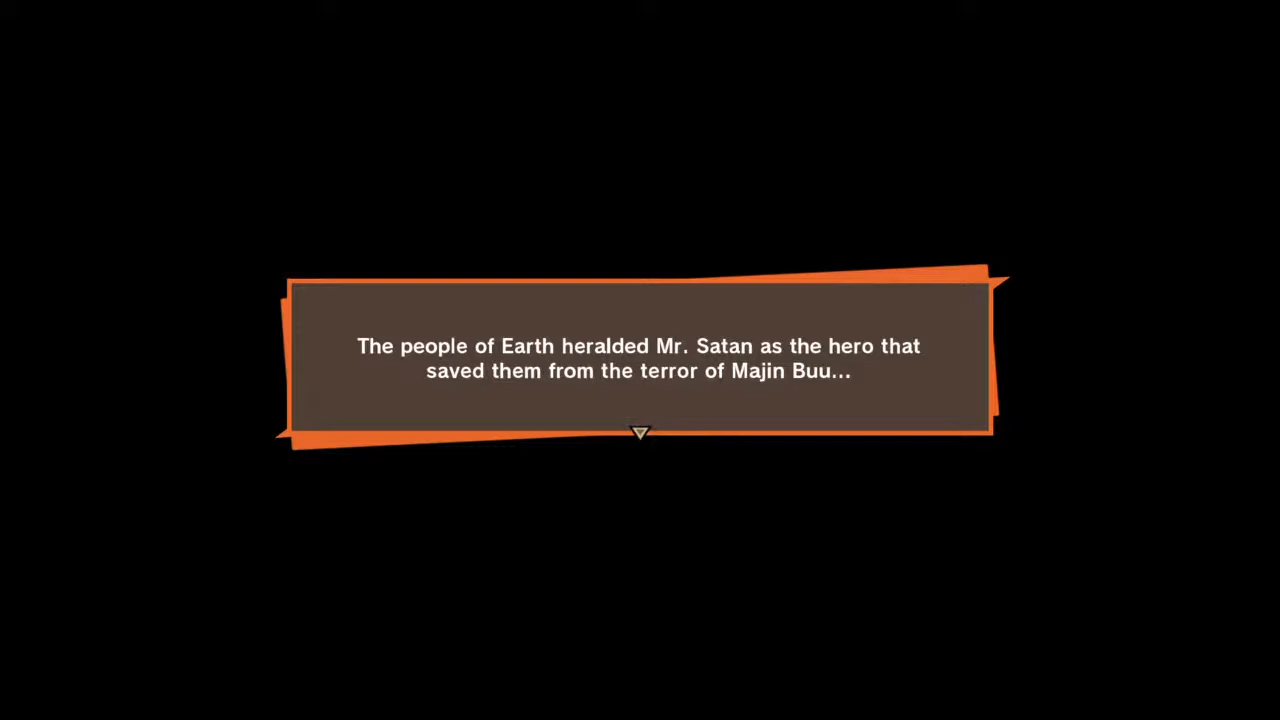 The people of Earth heralded Mr. Satan as the hero that
saved them from the terror of Majin Buu...